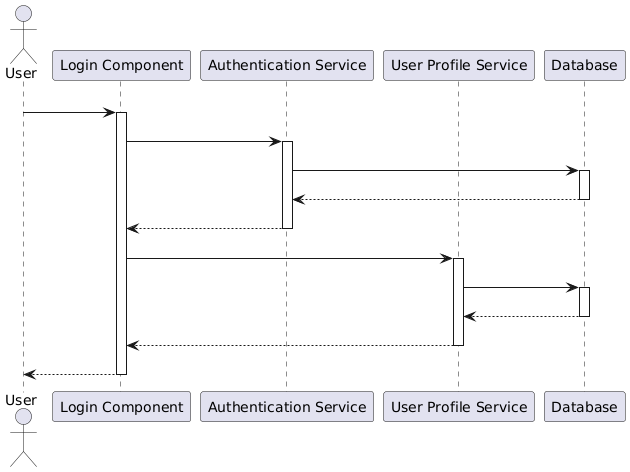 User
Login Component
Authentication Service
User Profile Service
Database
User
Login Component
Authentication Service
User Profile Service
Database